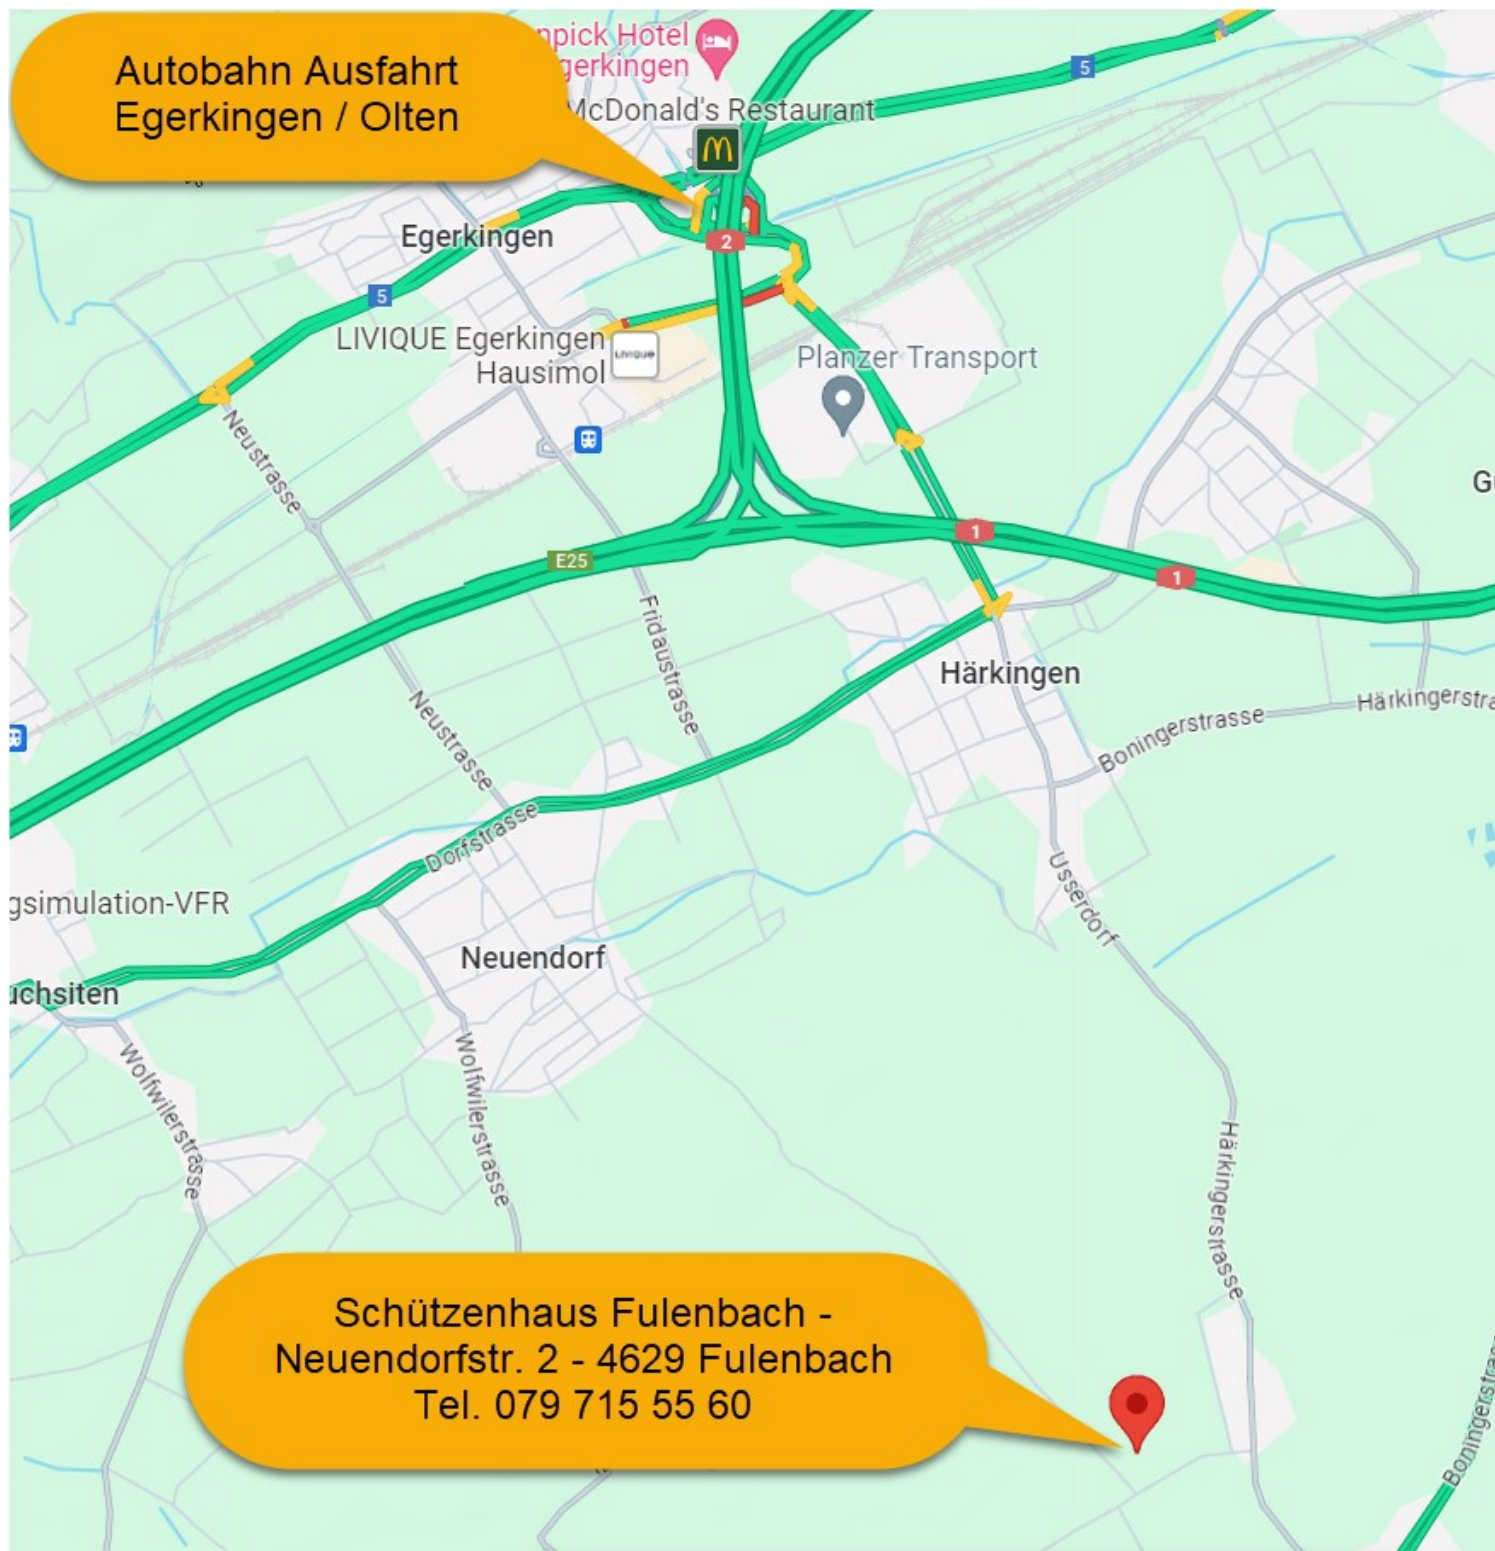 Autobahn Ausfahrt
Egerkingen / Olten
npick Hotel
gerkingen
McDonald's Restaurant
5
2
Egerkingen
5
LIVIQUE Egerkingen
Hausimol
LIVIQUE
Planzer Transport
Neustrasse
G
E25
1
1
Fridaustrasse
Härkingen
Härkingerstra
Boningerstrasse
Neustrasse
Dorfstrasse
Usserdorf
gsimulation-VFR
Neuendorf
uchsiten
Wolfwilerstrasse
Wolfwilerstrasse
Härkingerstrasse
Schützenhaus Fulenbach -
Neuendorfstr. 2 - 4629 Fulenbach
Tel. 079 715 55 60
Boningerstrass